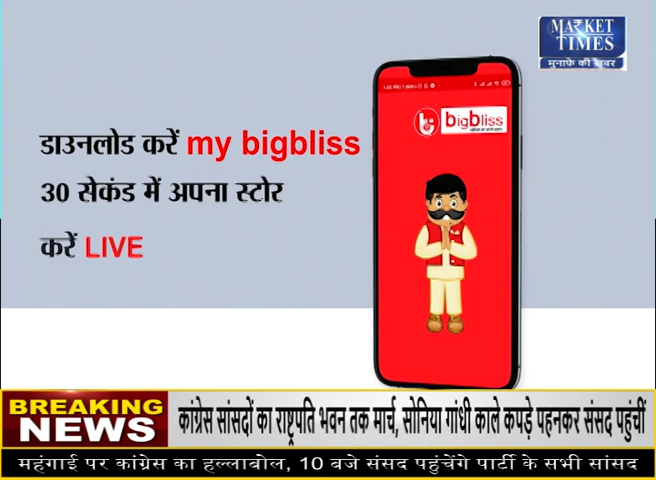 MARKET
TIMES
मुनाफे की खबर
bigbliss
डाउनलोड करें my bigbliss
30 सेकंड में अपना स्टोर
करें LIVE
BREAKING
NEWS
कांग्रेस सांसदों का राष्ट्रपति भवन तक मार्च, सोनिया गांधी काले कपड़े पहनकर संसद पहुंचीं
महंगाई पर कांग्रेस का हल्लाबोल, 10 बजे संसद पहुंचेंगे पार्टी के सभी सांसद